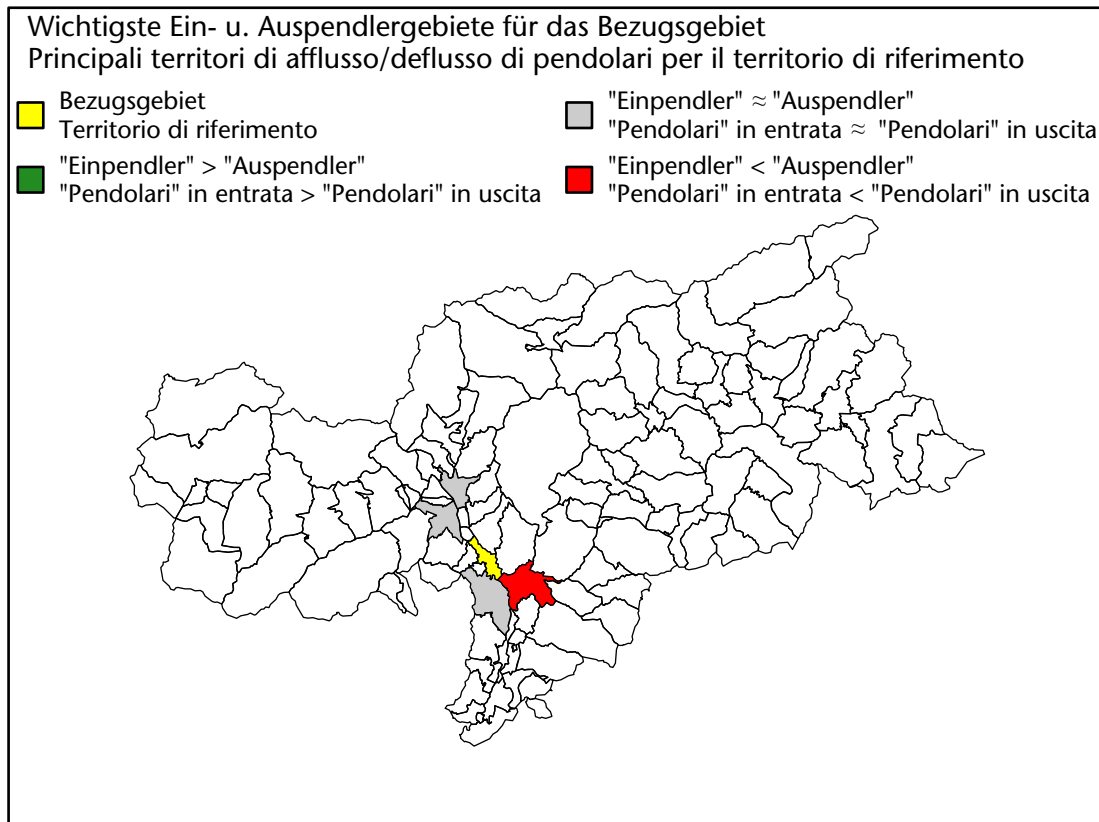 Wichtigste Ein- u. Auspendlergebiete für das Bezugsgebiet
Principali territori di afflusso/deflusso di pendolari per il territorio di riferimento
Bezugsgebiet
Territorio di riferimento
"Einpendler" > "Auspendler"
"Pendolari" in entrata > "Pendolari" in uscita
"Einpendler" ≈ "Auspendler"
"Pendolari" in entrata ≈ "Pendolari" in uscita
"Einpendler" < "Auspendler"
"Pendolari" in entrata < "Pendolari" in uscita